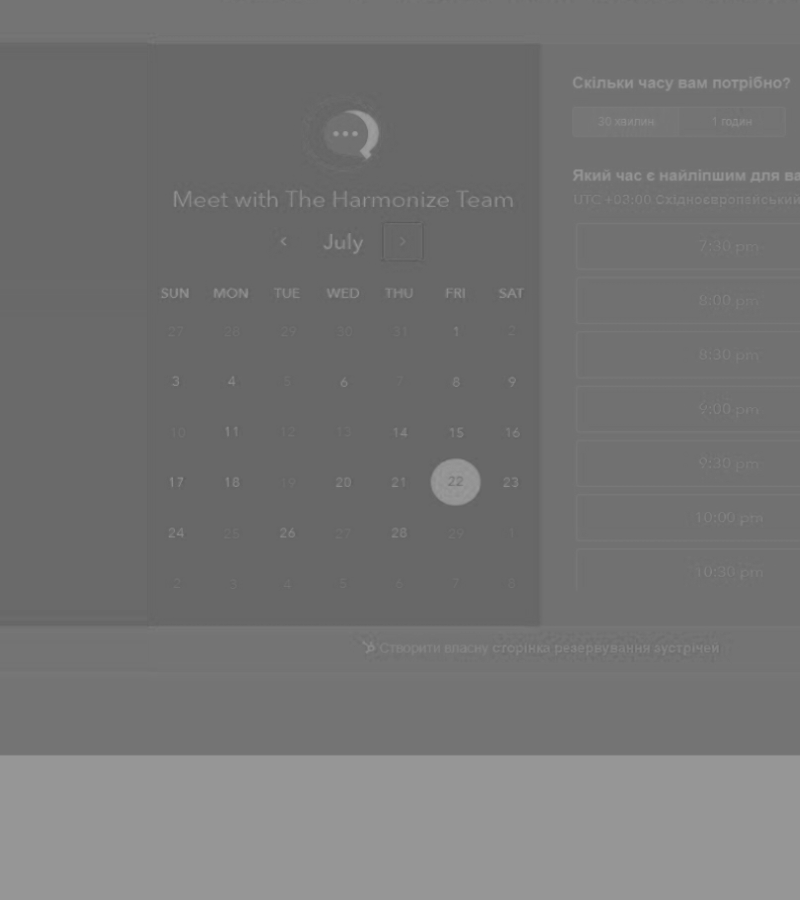 Meet with The Harmonize Team
‹ July ›
SUN MON TUE WED THU FRI SAT
27 28 29 30 31 1 2
3 4 5 6 7 8 9
10 11 12 13 14 15 16
17 18 19 20 21 22 23
24 25 26 27 28 29 1
2 3 4 5 6 7 8
Скільки часу вам потрібно?
30 хвилин 1 годин
Який час є найліпшим для ва
UTC +03:00 Східноєвропейський
7:30 pm
8:00 pm
8:30 pm
9:00 pm
9:30 pm
10:00 pm
10:30 pm
Створити власну сторінка резервування зустрічей